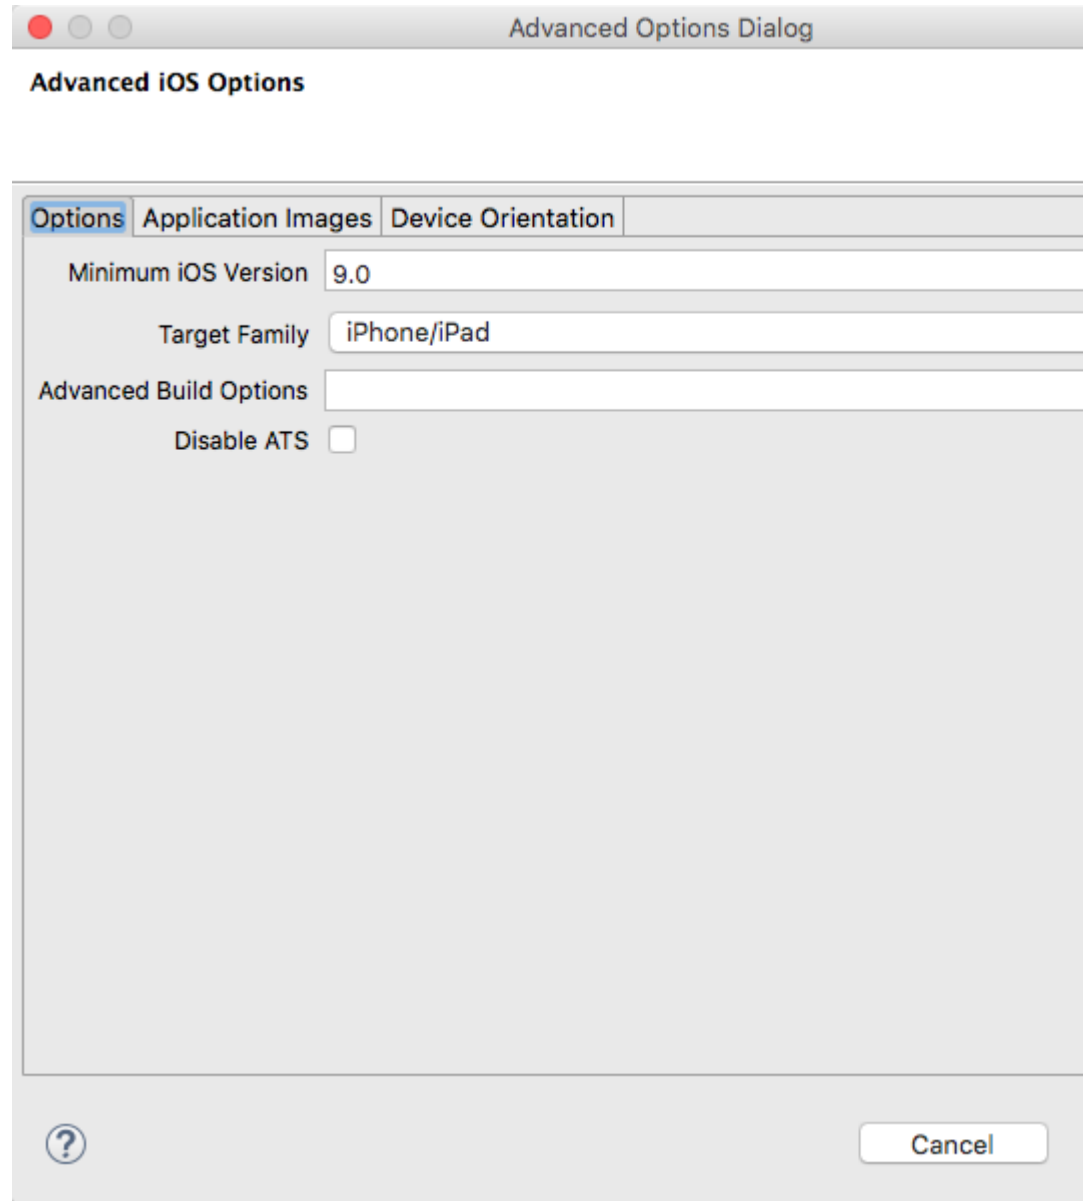 Advanced Options Dialog
Advanced iOS Options
Options Application Images Device Orientation
Minimum iOS Version 9.0
Target Family iPhone/iPad
Advanced Build Options
Disable ATS
?
Cancel